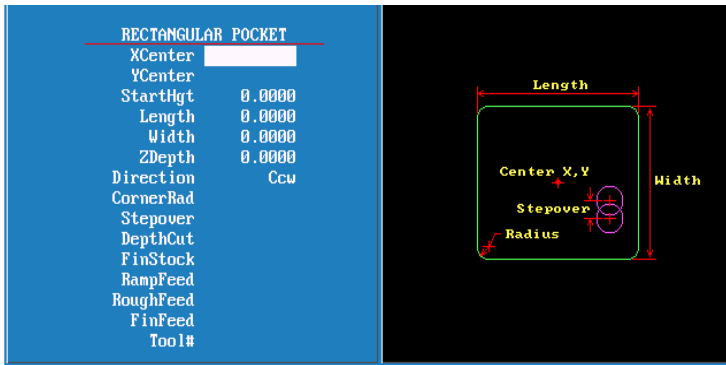 RECTANGULAR POCKET
XCenter
YCenter
StartHgt 0.0000
Length 0.0000
Width 0.0000
ZDepth 0.0000
Direction Ccw
CornerRad
Stepover
DepthCut
FinStock
RampFeed
RoughFeed
FinFeed
Tool#
Length
Center X,Y
Width
Stepover
Radius